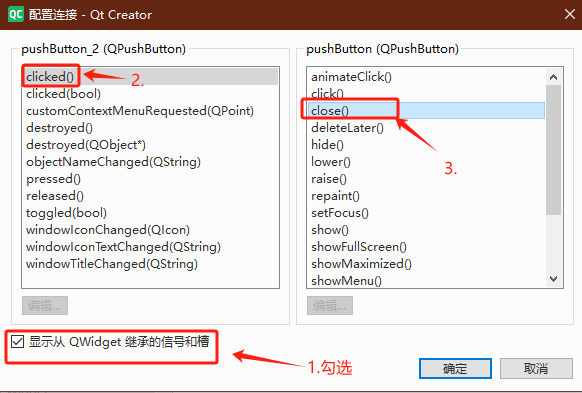 QC 配置连接 - Qt Creator
pushButton_2 (QPushButton)
clicked()
2.
clicked(bool)
customContextMenuRequested(QPoint)
destroyed()
destroyed(QObject*)
objectNameChanged(QString)
pressed()
released()
toggled(bool)
windowIconChanged(QIcon)
windowIconTextChanged(QString)
windowTitleChanged(QString)
编辑...
pushButton (QPushButton)
animateClick()
click()
close()
deleteLater()
hide()
3.
lower()
raise()
repaint()
setFocus()
show()
showFullScreen()
showMaximized()
showMenu()
编辑...
显示从 QWidget 继承的信号和槽
1.勾选
确定
取消